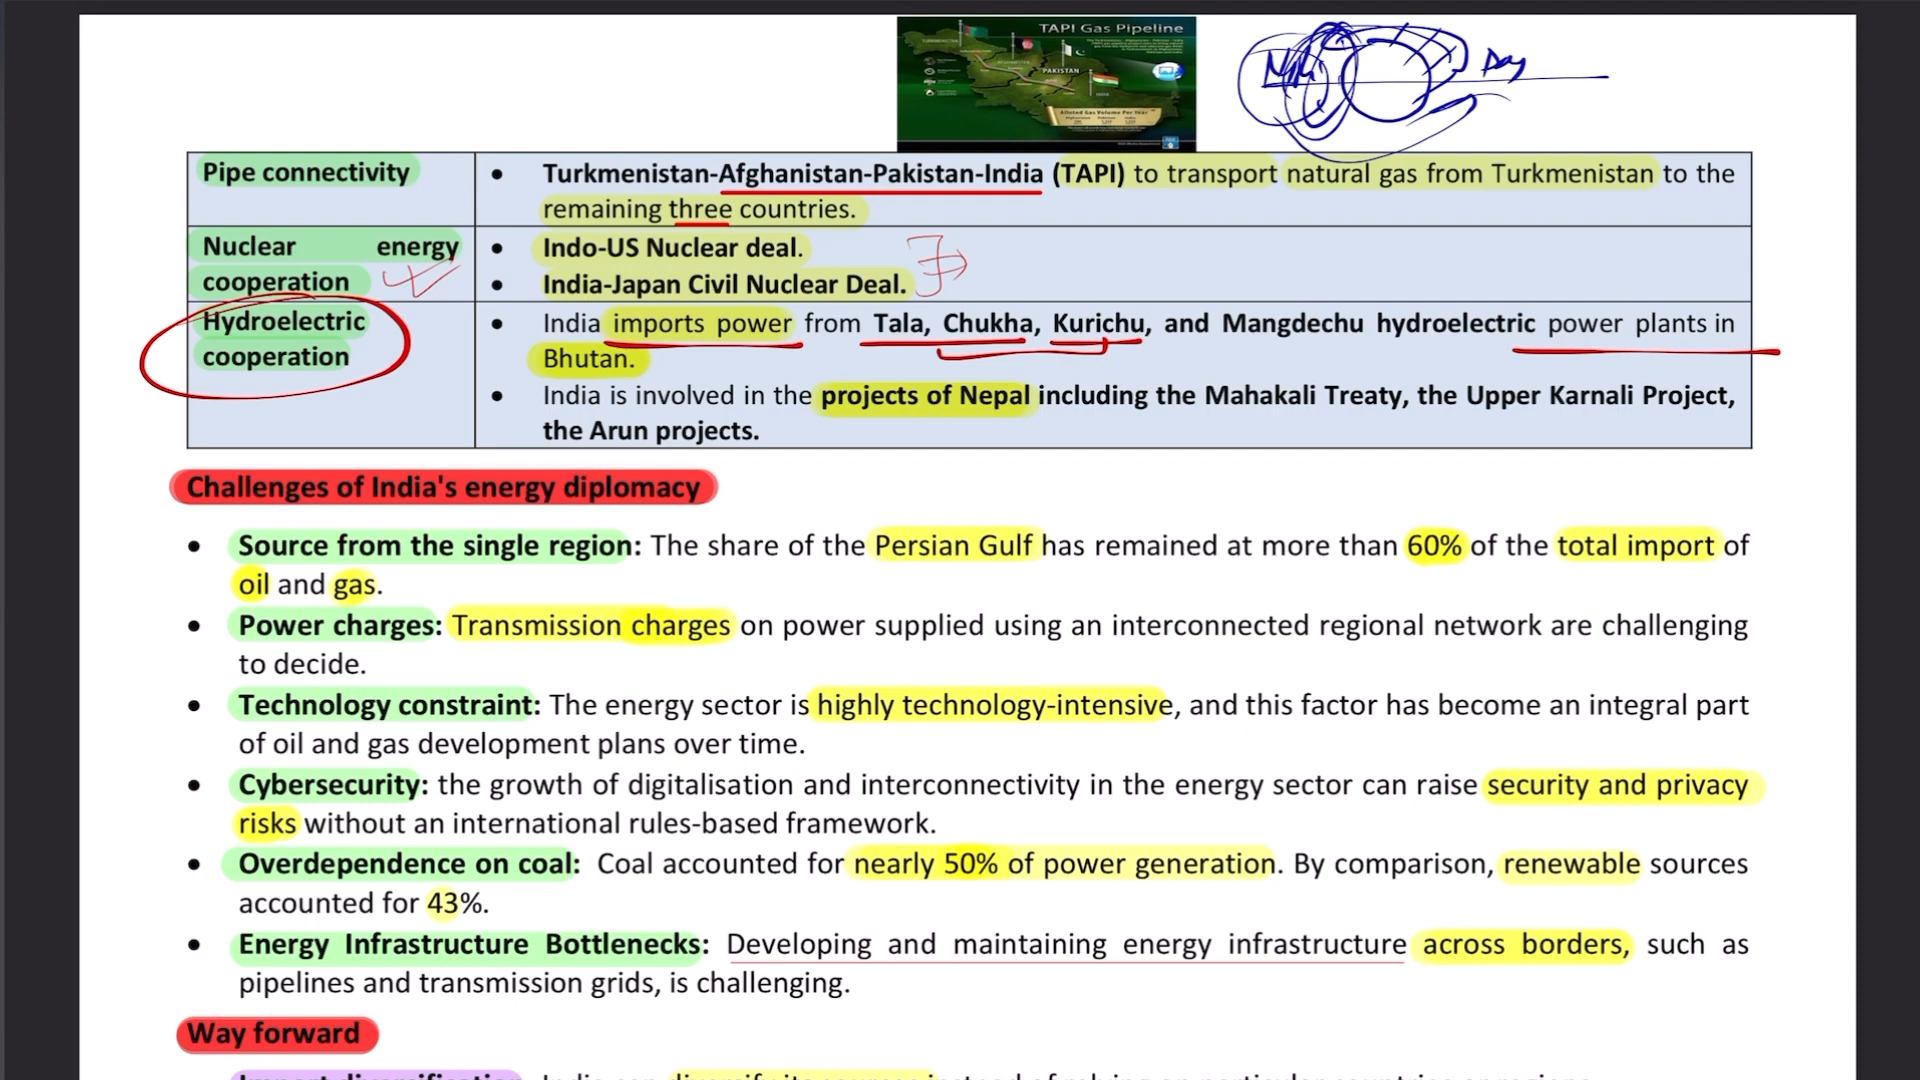 TAPI Gas Pipeline
PAKISTAN
Alloted Gas Volume Per Year
Day
Pipe connectivity
• Turkmenistan-Afghanistan-Pakistan-India (TAPI) to transport natural gas from Turkmenistan to the
remaining three countries.
Nuclear energy
cooperation
• Indo-US Nuclear deal.
• India-Japan Civil Nuclear Deal.
Hydroelectric
cooperation
• India imports power from Tala, Chukha, Kurichu, and Mangdechu hydroelectric power plants in
Bhutan.
• India is involved in the projects of Nepal including the Mahakali Treaty, the Upper Karnali Project,
the Arun projects.
Challenges of India's energy diplomacy
• Source from the single region: The share of the Persian Gulf has remained at more than 60% of the total import of
oil and gas.
• Power charges: Transmission charges on power supplied using an interconnected regional network are challenging
to decide.
• Technology constraint: The energy sector is highly technology-intensive, and this factor has become an integral part
of oil and gas development plans over time.
• Cybersecurity: the growth of digitalisation and interconnectivity in the energy sector can raise security and privacy
risks without an international rules-based framework.
• Overdependence on coal: Coal accounted for nearly 50% of power generation. By comparison, renewable sources
accounted for 43%.
• Energy Infrastructure Bottlenecks: Developing and maintaining energy infrastructure across borders, such as
pipelines and transmission grids, is challenging.
Way forward